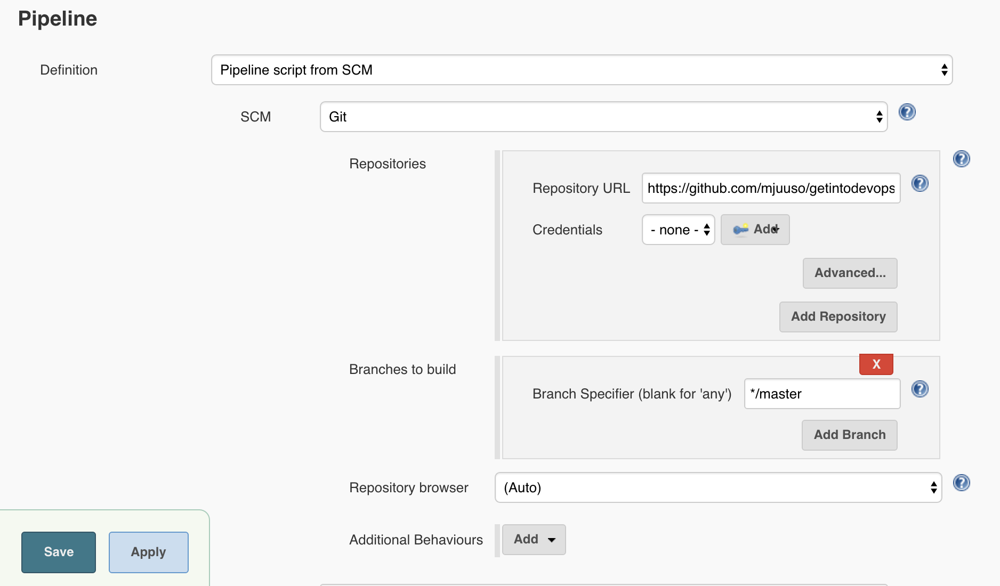 Pipeline
Definition
Pipeline script from SCM
SCM
Git
Repositories
Repository URL
https://github.com/mjuuso/getintodevops
Credentials
- none -
Add
Advanced...
Add Repository
Branches to build
X
Branch Specifier (blank for 'any')
*/master
Add Branch
Repository browser
(Auto)
Additional Behaviours
Add
Save
Apply